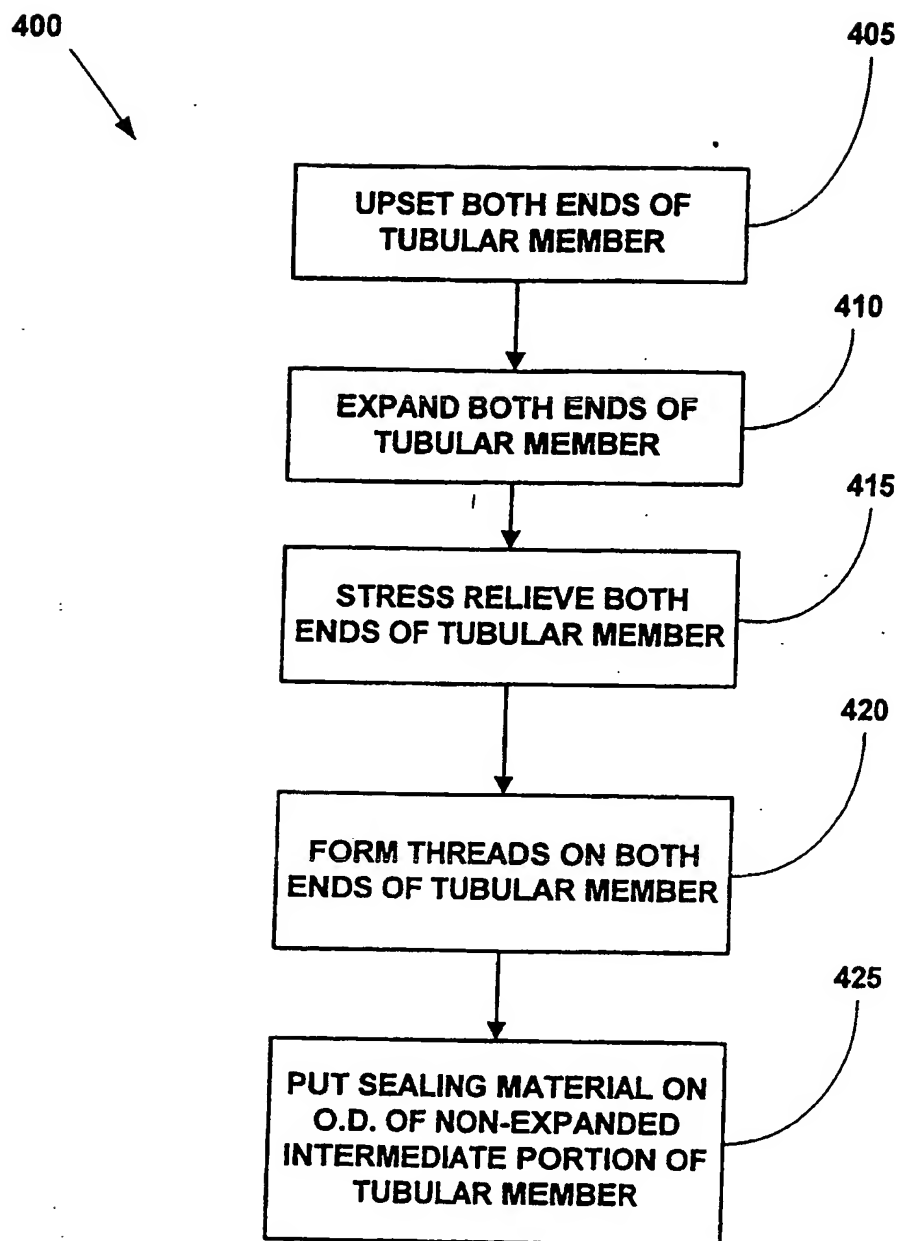 400
405
UPSET BOTH ENDS OF
TUBULAR MEMBER
410
EXPAND BOTH ENDS OF
TUBULAR MEMBER
415
STRESS RELIEVE BOTH
ENDS OF TUBULAR MEMBER
420
FORM THREADS ON BOTH
ENDS OF TUBULAR MEMBER
425
PUT SEALING MATERIAL ON
O.D. OF NON-EXPANDED
INTERMEDIATE PORTION OF
TUBULAR MEMBER